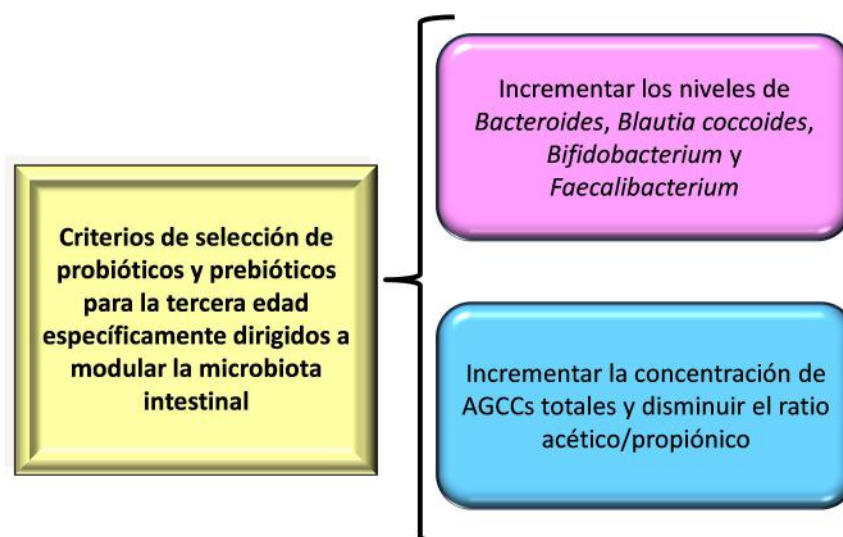 Criterios de selección de
probióticos y prebióticos
para la tercera edad
específicamente dirigidos a
modular la microbiota
intestinal
Incrementar los niveles de
Bacteroides, Blautia coccoides,
Bifidobacterium y
Faecalibacterium
Incrementar la concentración de
AGCCs totales y disminuir el ratio
acético/propiónico